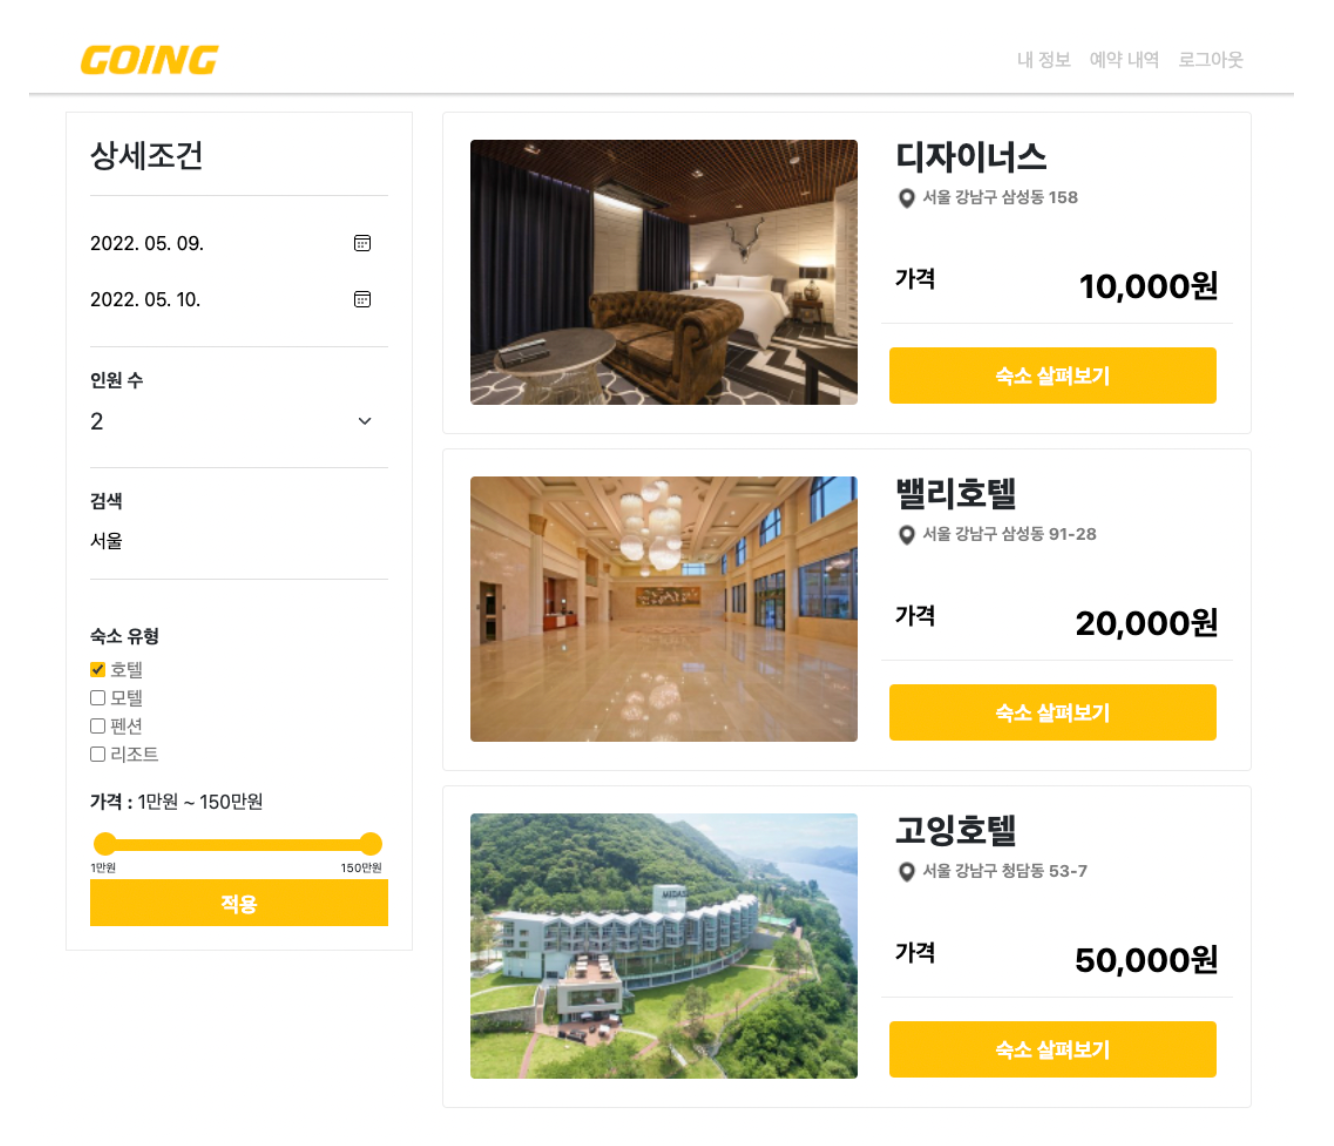 GOING
내 정보 예약 내역 로그아웃
상세조건
2022. 05. 09.
2022. 05. 10.
인원 수
2
검색
서울
숙소 유형
호텔
모텔
펜션
리조트
가격 : 1만원 ~ 150만원
1만원 150만원
적용
디자이너스
서울 강남구 삼성동 158
가격 10,000원
숙소 살펴보기
밸리호텔
서울 강남구 삼성동 91-28
가격 20,000원
숙소 살펴보기
MIDAS
고잉호텔
서울 강남구 청담동 53-7
가격 50,000원
숙소 살펴보기